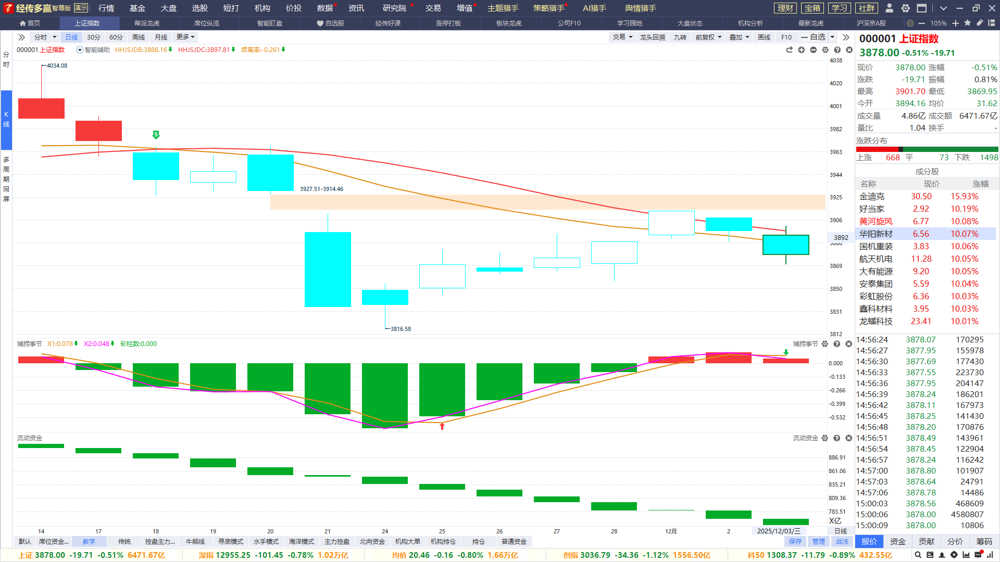 经传多赢 智尊版 演示 行情 基金 大盘 选股 短打 机构 价投 数据 资讯 研究院 交易 增值 主题猎手 策略猎手 AI猎手 舆情猎手 理财 宝箱 学习 社群
首页 上证指数 帮派龙虎 席位纵览 智能盯盘 自选股 经传好课 涨停打板 板块龙虎 公司F10 学习园地 大盘状态 机构分析 最新龙虎 沪深京A股 105%
分时 日线 30分 60分 周线 月线 更多 交易 龙头回溯 九转 前复权 叠加 画线 F10 自选
000001 上证指数 智能辅助 HHJSJDB:3888.16 HHJSJDC:3897.81 乖离率:-0.261
分时
K线
多周期同屏
4034.08
3927.51-3914.46
3816.58
4038
4020
4001
3982
3963
3944
3925
3906
3892
3888
3869
3850
3831
3812
捕捞季节 X1:0.078 X2:0.048 彩柱数:0.000 捕捞季节
0.000
-0.133
-0.266
-0.399
-0.532
流动资金 流动资金
886.91
861.06
835.21
809.36
783.51
X亿
14 17 18 19 20 21 24 25 26 27 28 12月 2 2025/12/03/三 日线
默认 席位资金... 教学 传统 控盘主力... 牛能线 寻底模式 水手模式 海洋模式 主力控盘 北向资金 机构大单 机构持仓 持仓 普通资金 保存 管理 战法
000001 上证指数
3878.00 -0.51% -19.71
现价 3878.00 涨幅 -0.51%
涨跌 -19.71 振幅 0.81%
最高 3901.70 最低 3869.95
今开 3894.16 均价 31.62
成交量 4.86亿 成交额 6471.67亿
量比 1.04 换手 -
涨跌分布
上涨 668 平 73 下跌 1498
成分股
名称 现价 涨幅
金迪克 30.50 15.93%
好当家 2.92 10.19%
黄河旋风 6.77 10.08%
华阳新材 6.56 10.07%
国机重装 3.83 10.06%
航天机电 11.28 10.05%
大有能源 9.20 10.05%
安泰集团 5.59 10.04%
彩虹股份 6.36 10.03%
鑫科材料 3.95 10.03%
龙蟠科技 23.41 10.01%
14:56:24 3878.07 170295
14:56:27 3877.95 155978
14:56:30 3877.69 177430
14:56:33 3877.55 223730
14:56:36 3877.95 204147
14:56:39 3878.24 186201
14:56:42 3878.11 167973
14:56:45 3878.25 141430
14:56:48 3878.20 170876
14:56:51 3878.49 143961
14:56:54 3878.45 122904
14:56:57 3878.24 116242
14:57:00 3878.80 101907
14:57:03 3878.64 24791
14:57:06 3878.78 14486
15:00:03 3878.56 468609
15:00:06 3878.00 4580807
15:00:09 3878.00 10806
报价 资金 贡献 分价 筹码
上证 3878.00 -19.71 -0.51% 6471.67亿 深指 12955.25 -101.45 -0.78% 1.02万亿 均价 20.46 -0.16 -0.80% 1.66万亿 创指 3036.79 -34.36 -1.12% 1556.50亿 科50 1308.37 -11.79 -0.89% 432.55亿